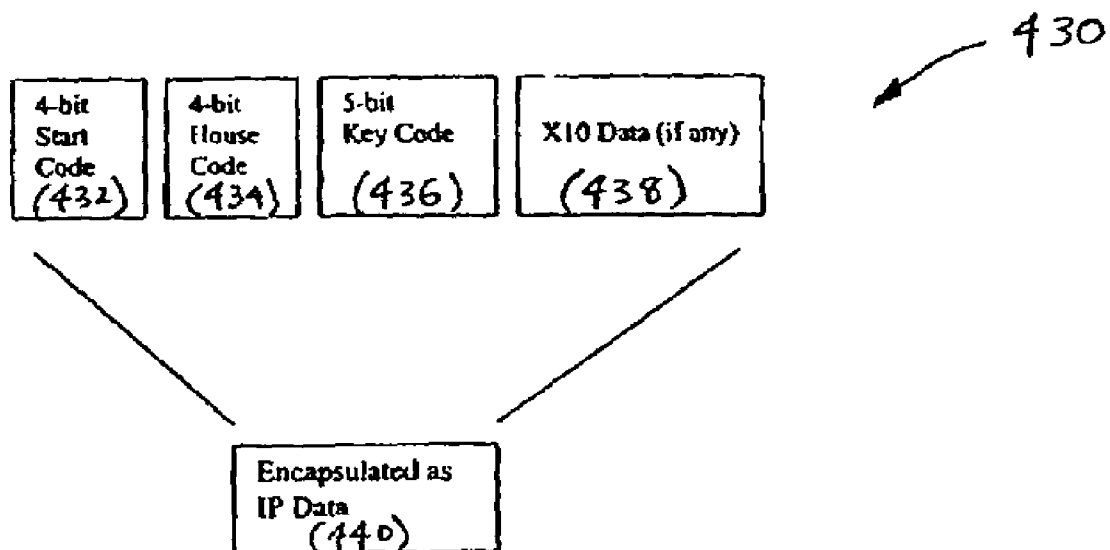 430
4-bit
Start
Code
(432)
4-bit
House
Code
(434)
5-bit
Key Code
(436)
X10 Data (if any)
(438)
Encapsulated as
IP Data
(440)